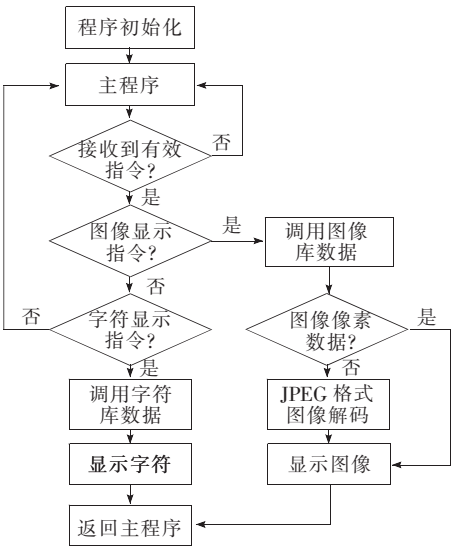 程序初始化
主程序
否
接收到有效
指令?
是
图像显示
指令?
是
调用图像
库数据
否
否
字符显示
指令?
图像像素
数据?
是
是
否
调用字符
库数据
JPEG 格式
图像解码
显示字符
显示图像
返回主程序